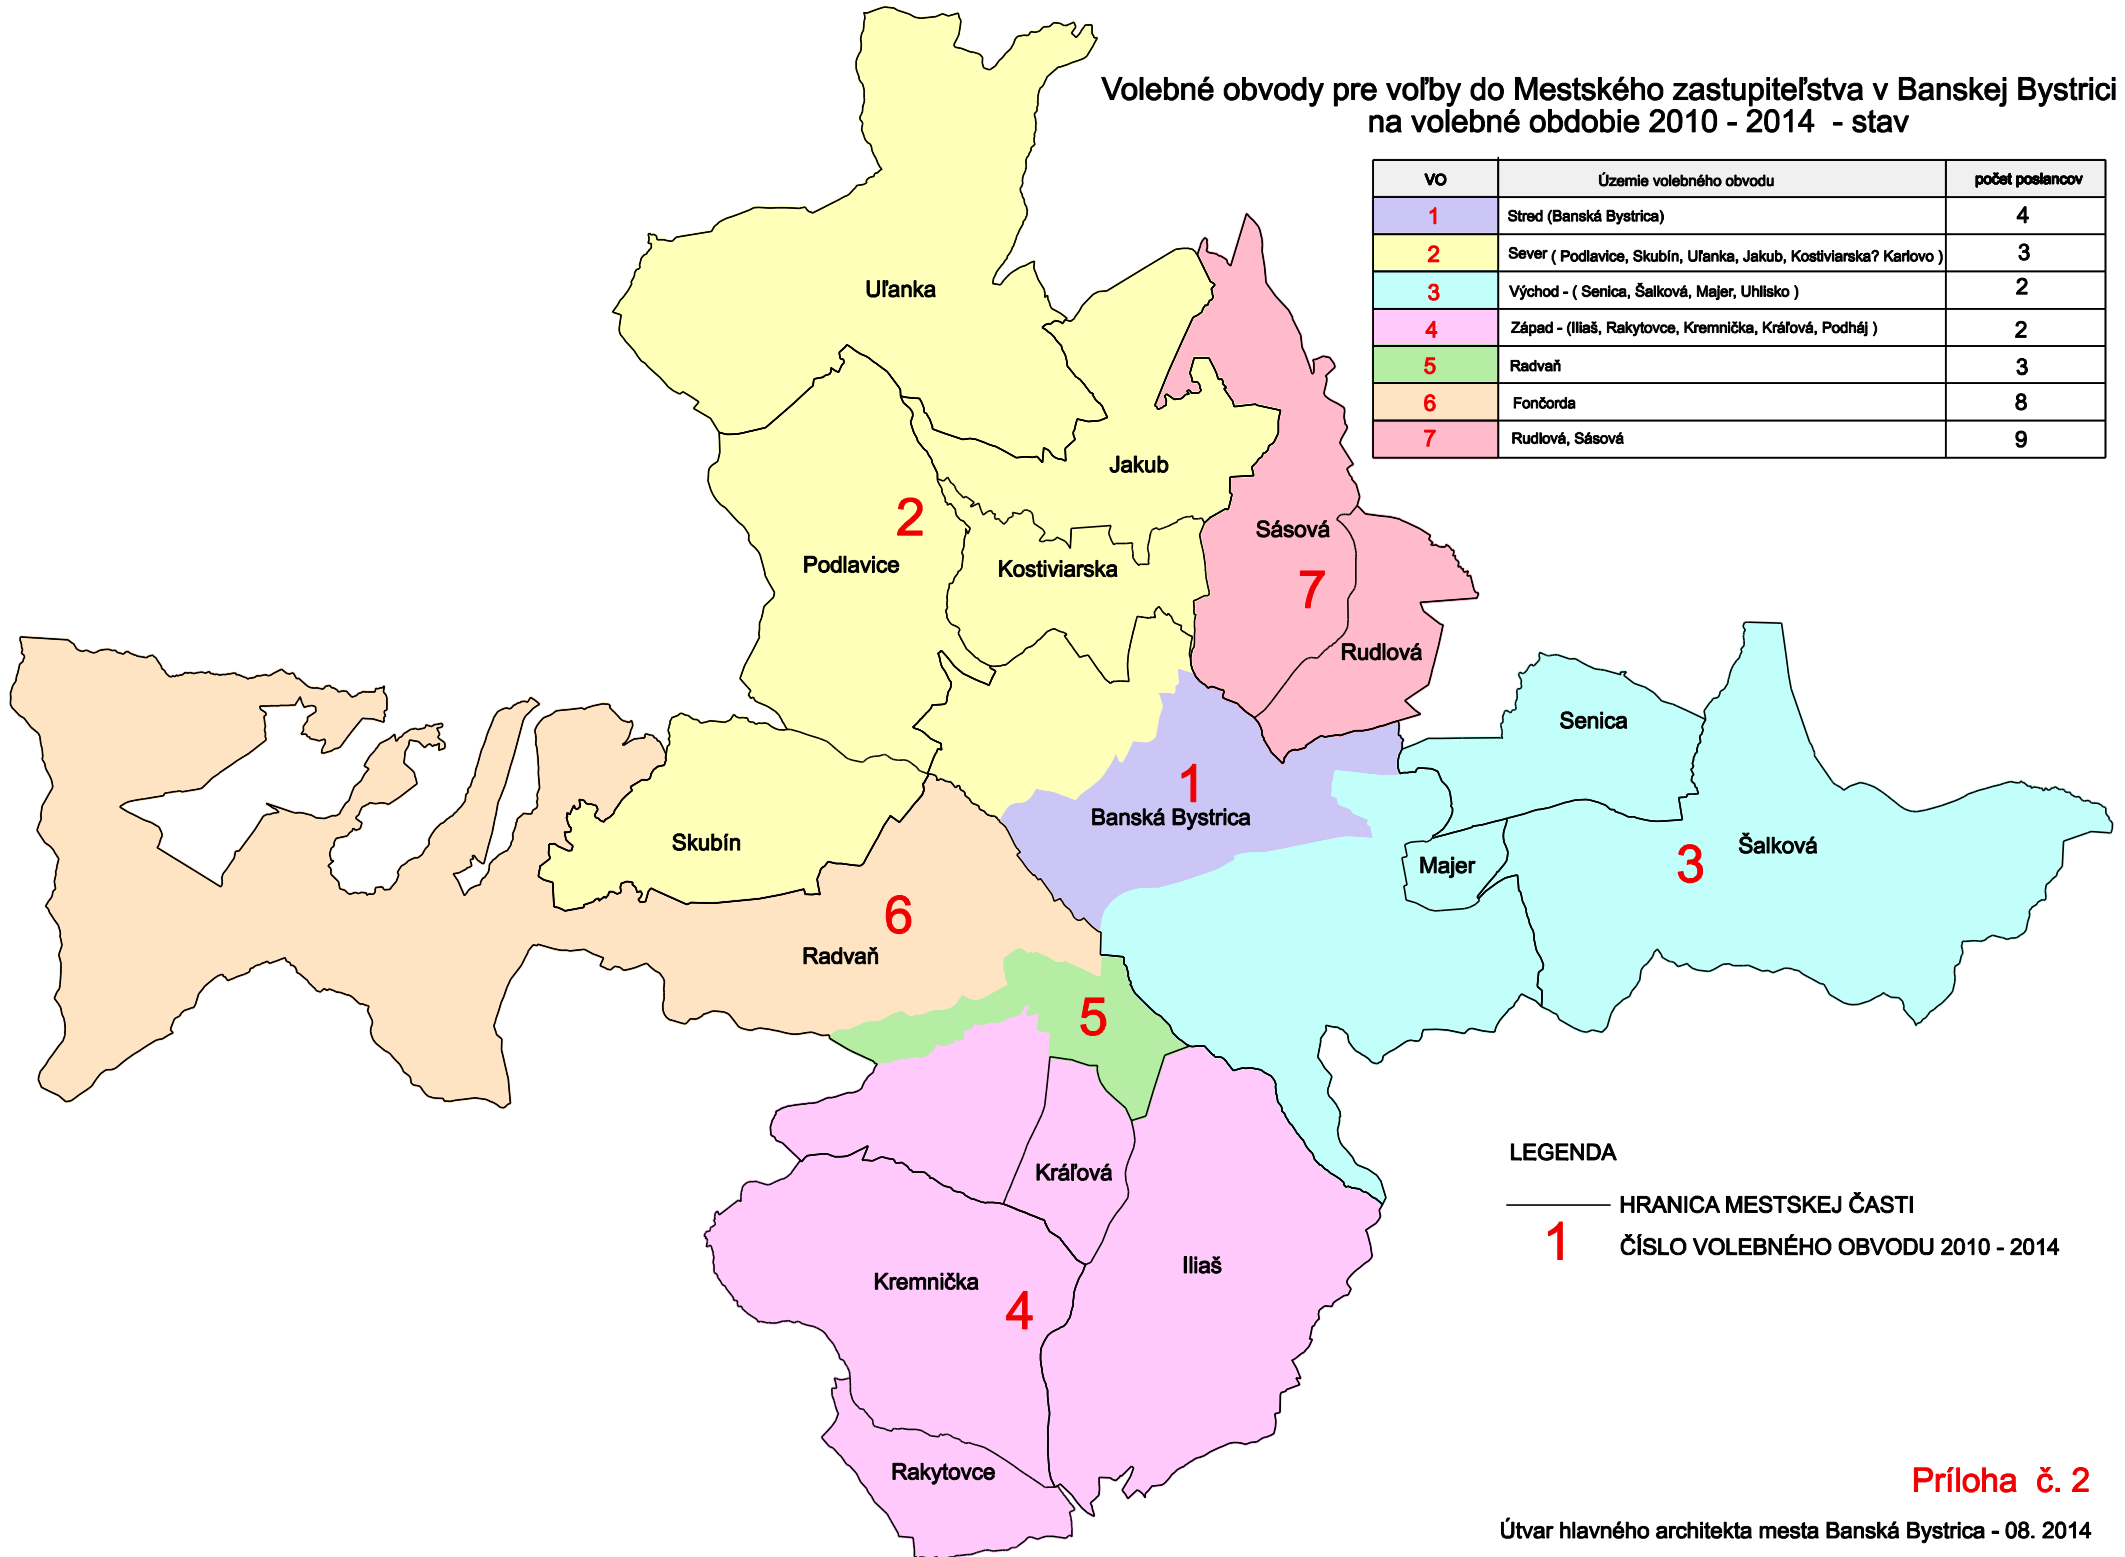 Volebné obvody pre voľby do Mestského zastupiteľstva v Banskej Bystrici
na volebné obdobie 2010 - 2014 - stav
VO Územie volebného obvodu počet poslancov
1 Stred (Banská Bystrica) 4
2 Sever ( Podlavice, Skubín, Uľanka, Jakub, Kostiviarska? Karlovo ) 3
3 Východ - ( Senica, Šalková, Majer, Uhlisko ) 2
4 Západ - (Iliaš, Rakytovce, Kremnička, Kráľová, Podháj ) 2
5 Radvaň 3
6 Fončorda 8
7 Rudlová, Sásová 9
Uľanka
Jakub
2
Sásová
Podlavice
Kostiviarska
7
Rudlová
Senica
1
Banská Bystrica
Skubín
Šalková
Majer
3
6
Radvaň
5
Kráľová
Iliaš
Kremnička
4
Rakytovce
LEGENDA
HRANICA MESTSKEJ ČASTI
1 ČÍSLO VOLEBNÉHO OBVODU 2010 - 2014
Príloha č. 2
Útvar hlavného architekta mesta Banská Bystrica - 08. 2014